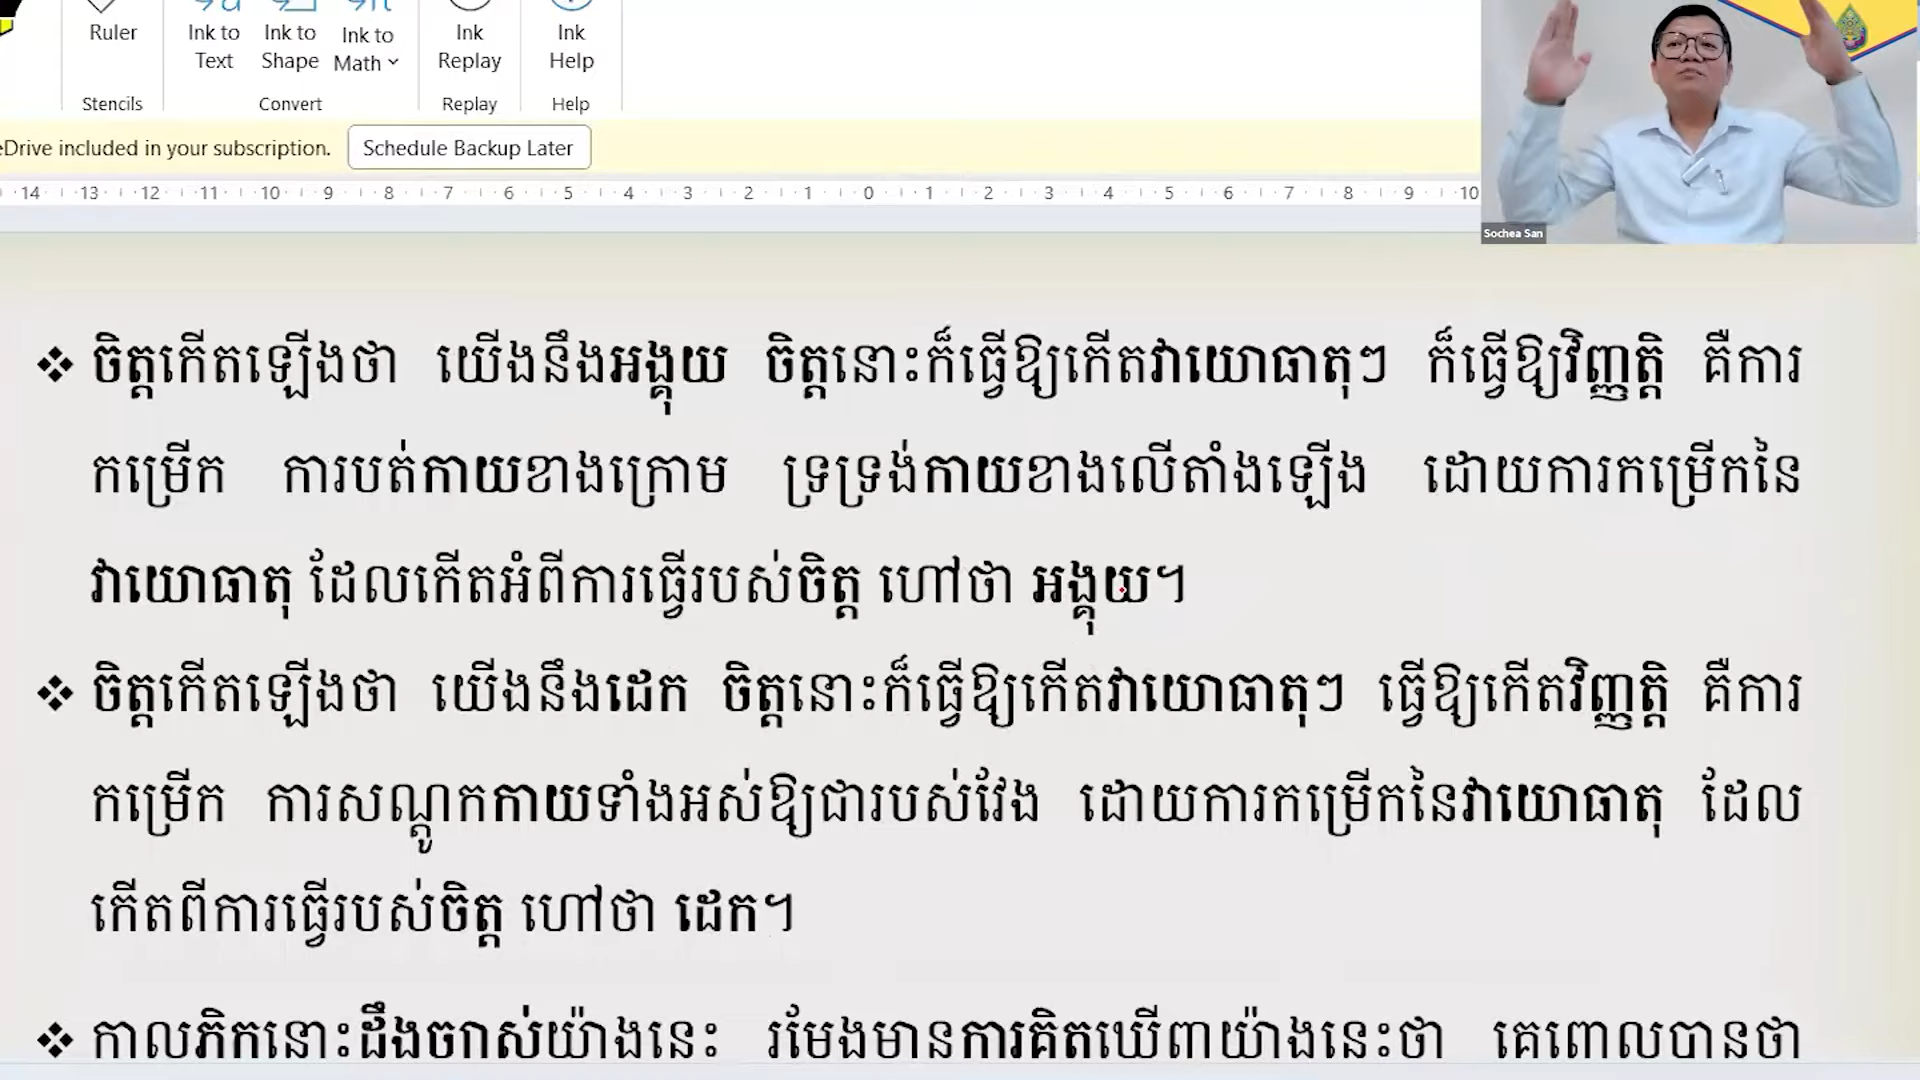 Ruler
Ink to Text
Ink to Shape
Ink to Math
Ink Replay
Ink Help
Stencils
Convert
Replay
Help
Drive included in your subscription.
Schedule Backup Later
14 13 12 11 10 9 8 7 6 5 4 3 2 1 0 1 2 3 4 5 6 7 8 9 10
Sochea San
❖ ចិត្តកើតឡើងថា យើងនឹងអង្គុយ ចិត្តនោះក៏ធ្វើឱ្យកើតវាយោធាតុៗ ក៏ធ្វើឱ្យវិញ្ញត្តិ គឺការ
កម្រើក ការបត់កាយខាងក្រោម ទ្រទ្រង់កាយខាងលើតាំងឡើង ដោយការកម្រើកនៃ
វាយោធាតុ ដែលកើតអំពីការធ្វើរបស់ចិត្ត ហៅថា អង្គុយ។
❖ ចិត្តកើតឡើងថា យើងនឹងដេក ចិត្តនោះក៏ធ្វើឱ្យកើតវាយោធាតុៗ ធ្វើឱ្យកើតវិញ្ញត្តិ គឺការ
កម្រើក ការសណ្តូកកាយទាំងអស់ឱ្យជារបស់វែង ដោយការកម្រើកនៃវាយោធាតុ ដែល
កើតពីការធ្វើរបស់ចិត្ត ហៅថា ដេក។
❖ កាលភិកនោះដឹងច្បាស់យ៉ាងនេះ រមែងមានការគិតឃើញយ៉ាងនេះថា គេពោលបានថា